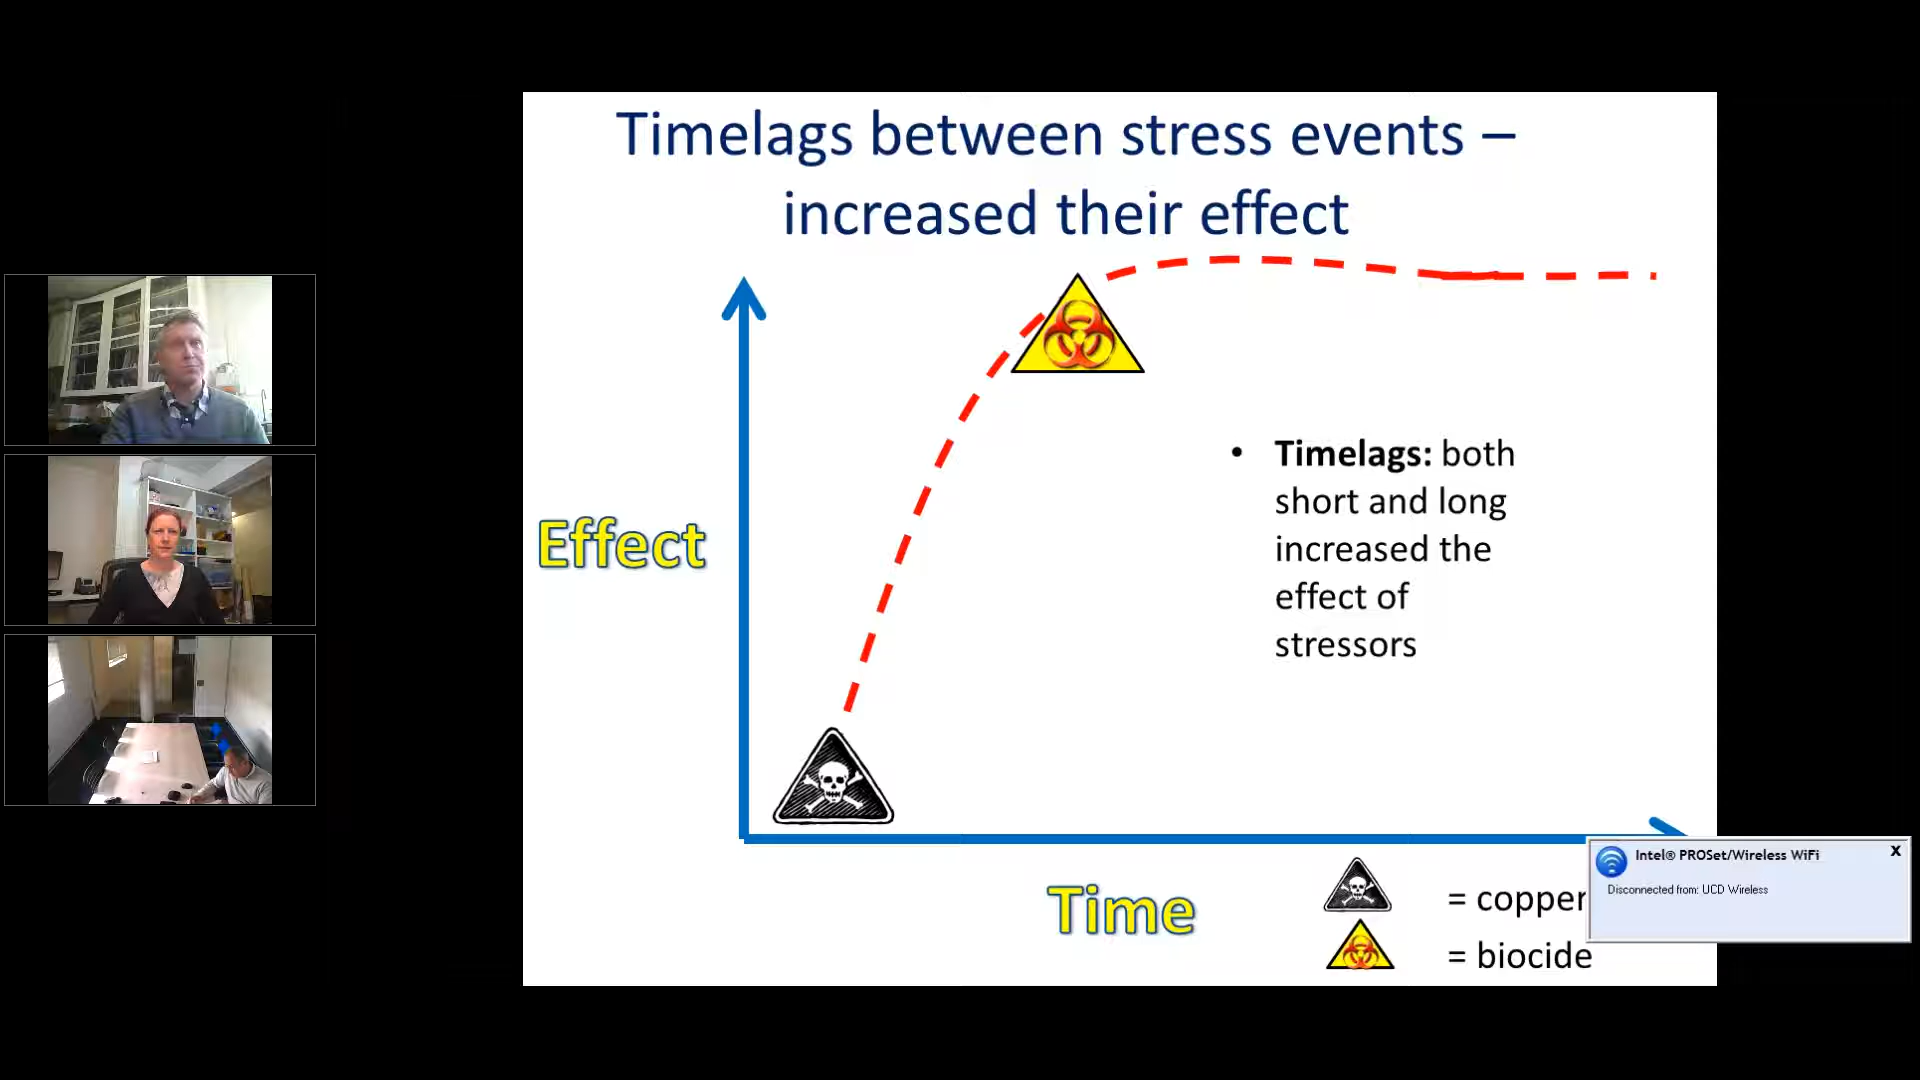 Timelags between stress events –
increased their effect
Effect
• Timelags: both
short and long
increased the
effect of
stressors
Time
= copper
= biocide
Intel® PROSet/Wireless WiFi
X
Disconnected from: UCD Wireless